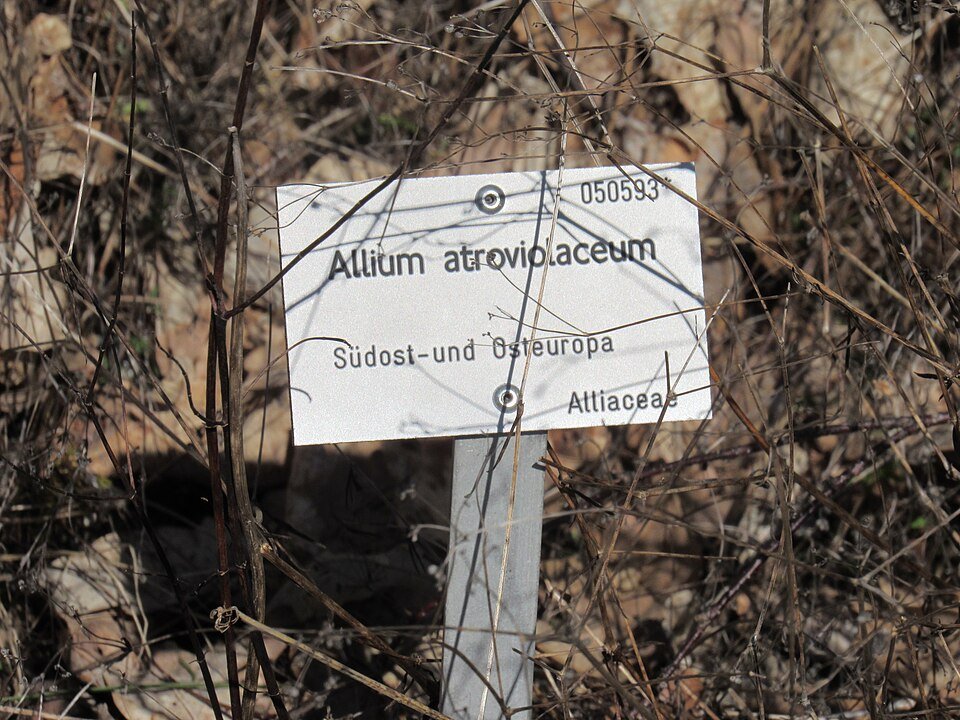 050593*
Allium atroviolaceum
Südost-und Osteuropa
Alliaceae